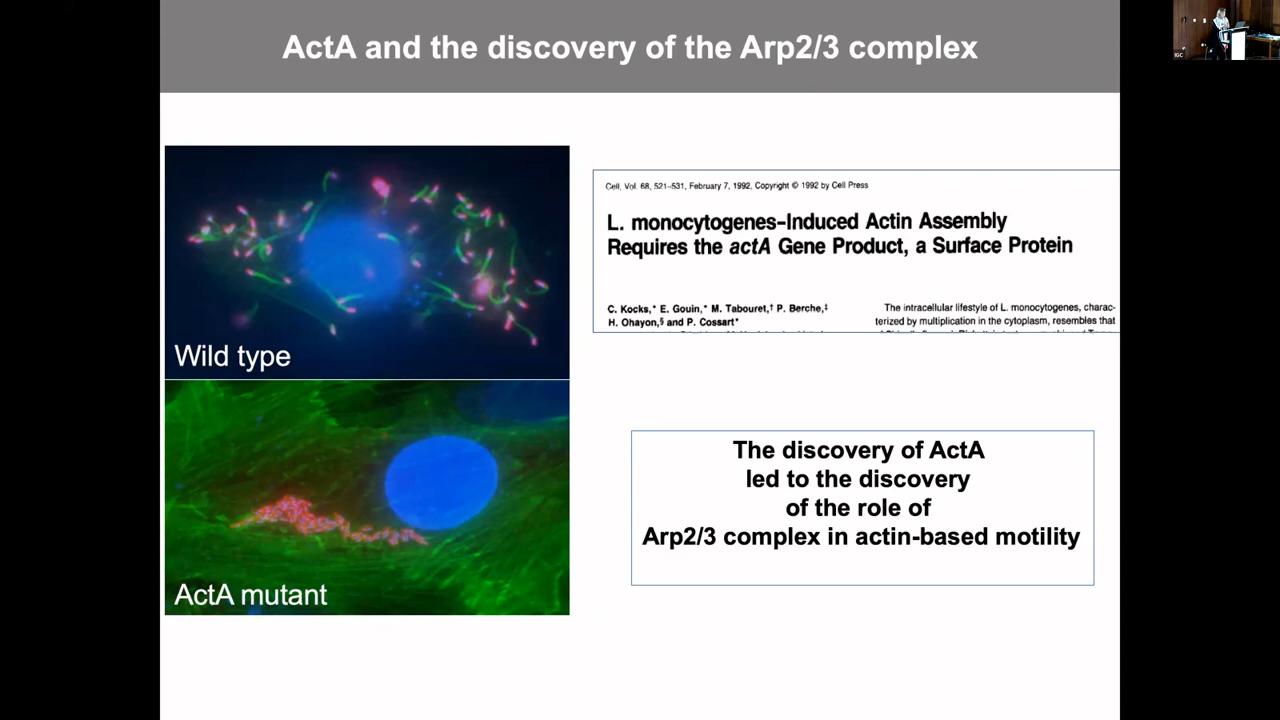 ActA and the discovery of the Arp2/3 complex
Wild type
ActA mutant
Cell, Vol. 68, 521–531, February 7, 1992, Copyright © 1992 by Cell Press
L. monocytogenes–Induced Actin Assembly
Requires the actA Gene Product, a Surface Protein
C. Kocks,* E. Gouin,* M. Tabouret,† P. Berche,‡
H. Ohayon,§ and P. Cossart*
The intracellular lifestyle of L. monocytogenes, charac-
terized by multiplication in the cytoplasm, resembles that
The discovery of ActA
led to the discovery
of the role of
Arp2/3 complex in actin-based motility
IGC